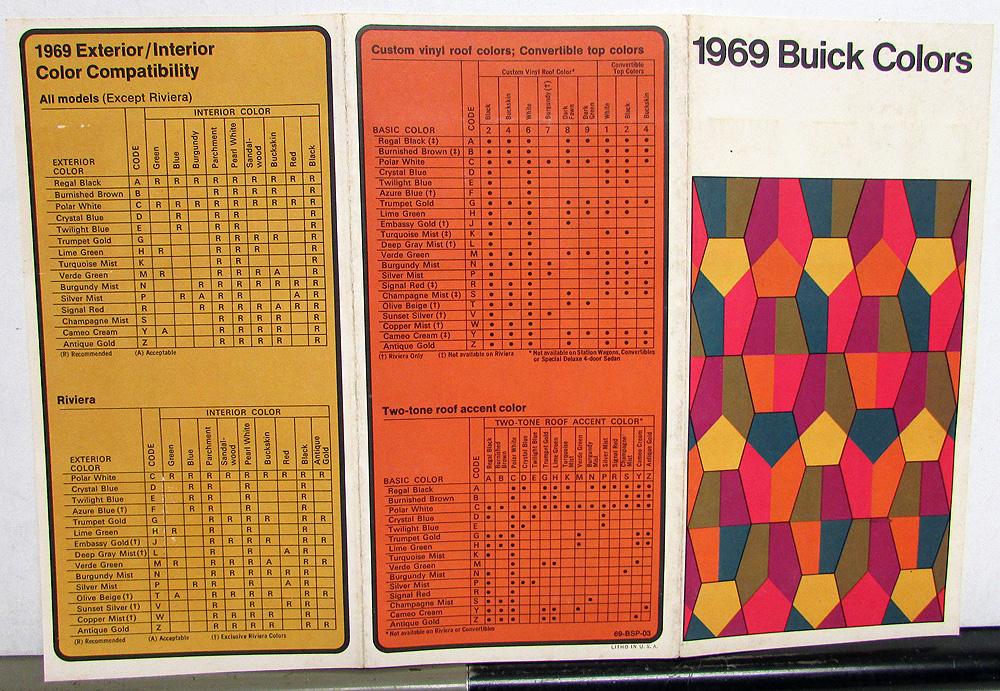 1969 Exterior/Interior
Color Compatibility
All models (Except Riviera)
INTERIOR COLOR
EXTERIOR COLOR CODE Green Blue Burgundy Parchment Pearl White Sandal-wood Buckskin Red Black
Regal Black A R R R R R R R R R
Burnished Brown B R R R R R
Polar White C R R R R R R R R R
Crystal Blue D R R R R
Twilight Blue E R R R R
Trumpet Gold G R R R R R
Lime Green H R R R R R
Turquoise Mist K R R R
Verde Green M R R R R A R
Burgundy Mist N R R R R R R R
Silver Mist P R A R R A R
Signal Red R R R R R A R R
Champagne Mist S R R R R R
Cameo Cream Y A R R R R R
Antique Gold Z R R R R R
(R) Recommended (A) Acceptable
Riviera
INTERIOR COLOR
EXTERIOR COLOR CODE Green Blue Parchment Sandal-wood Pearl White Buckskin Red Black Antique Gold
Polar White C R R R R R R R R R
Crystal Blue D R R R R
Twilight Blue E R R R R
Azure Blue(†) F R R R R
Trumpet Gold G R R R R R R
Lime Green H R R R R
Embassy Gold(†) J R R R R R R
Deep Gray Mist(†) L R R A R
Verde Green M R R R R A R R
Burgundy Mist N R R R R R R R
Silver Mist P R R R A R
Olive Beige (†) T A R R R R R R
Sunset Silver (†) V R R R R
Copper Mist(†) W R R R R R R
Antique Gold Z R R R R R R
(R) Recommended (A) Acceptable (†) Exclusive Riviera Colors
Custom vinyl roof colors; Convertible top colors
Custom Vinyl Roof Color* Convertible Top Colors
BASIC COLOR CODE Black Buckskin White Burgundy (†) Dark Fawn Dark Green White Black Buckskin
2 4 6 7 8 9 1 2 4
Regal Black (‡) A
Burnished Brown (‡) B
Polar White C
Crystal Blue D
Twilight Blue E
Azure Blue (†) F
Trumpet Gold G
Lime Green H
Embassy Gold (†) J
Turquoise Mist (‡) K
Deep Gray Mist (†) L
Verde Green M
Burgundy Mist N
Silver Mist P
Signal Red (‡) R
Champagne Mist (‡) S
Olive Beige (†) T
Sunset Silver (†) V
Copper Mist (†) W
Cameo Cream (‡) Y
Antique Gold Z
(†) Riviera Only (‡) Not available on Riviera *Not available on Station Wagons, Convertibles
or Special Deluxe 4-door Sedan
Two-tone roof accent color
TWO-TONE ROOF ACCENT COLOR*
BASIC COLOR CODE Regal Black Burnished Brown Polar White Crystal Blue Twilight Blue Trumpet Gold Lime Green Turquoise Mist Verde Green Burgundy Mist Silver Mist Signal Red Champagne Mist Cameo Cream Antique Gold
A B C D E G H K M N P R S Y Z
Regal Black A
Burnished Brown B
Polar White C
Crystal Blue D
Twilight Blue E
Trumpet Gold G
Lime Green H
Turquoise Mist K
Verde Green M
Burgundy Mist N
Silver Mist P
Signal Red R
Champagne Mist S
Cameo Cream Y
Antique Gold Z
*Not available on Riviera or Convertibles
69-BSP-03
LITHO IN U. S. A.
1969 Buick Colors